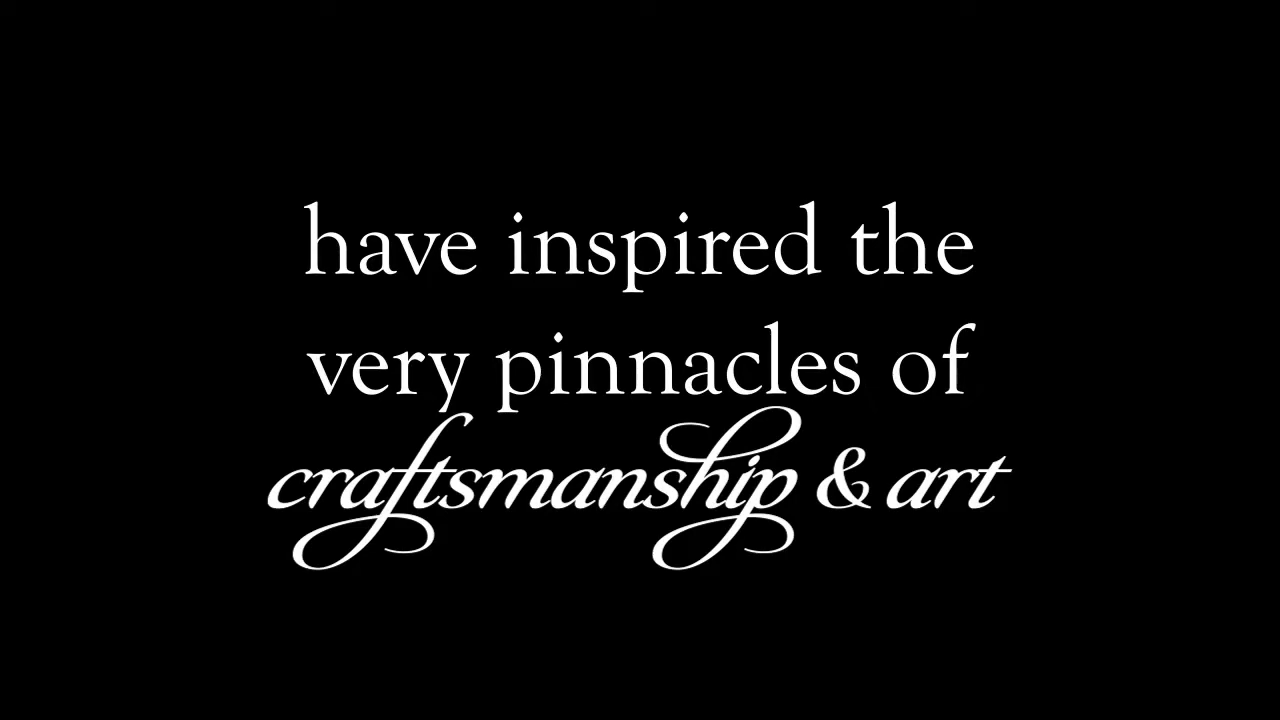 have inspired the
very pinnacles of
craftsmanship & art